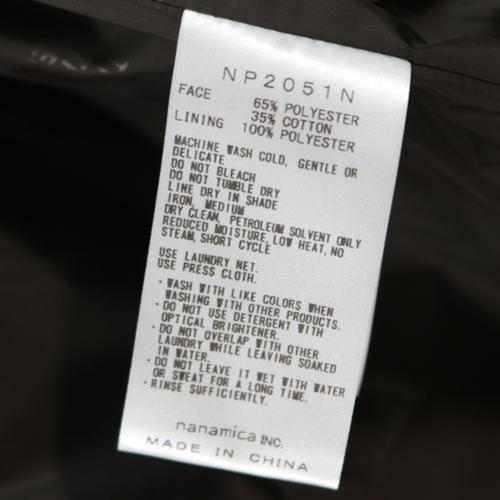 NP2051N
FACE 65% POLYESTER
35% COTTON
LINING 100% POLYESTER
MACHINE WASH COLD, GENTLE OR
DELICATE
DO NOT BLEACH
DO NOT TUMBLE DRY
LINE DRY IN SHADE
IRON, MEDIUM
DRY CLEAN, PETROLEUM SOLVENT ONLY
REDUCED MOISTURE, LOW HEAT, NO
STEAM, SHORT CYCLE
USE LAUNDRY NET.
USE PRESS CLOTH.
・WASH WITH LIKE COLORS WHEN
WASHING WITH OTHER PRODUCTS.
・DO NOT USE DETERGENT WITH
OPTICAL BRIGHTENER.
・DO NOT OVERLAP WITH OTHER
LAUNDRY WHILE LEAVING SOAKED
IN WATER.
・DO NOT LEAVE IT WET WITH WATER
OR SWEAT FOR A LONG TIME.
・RINSE SUFFICIENTLY.
nanamica INC.
MADE IN CHINA